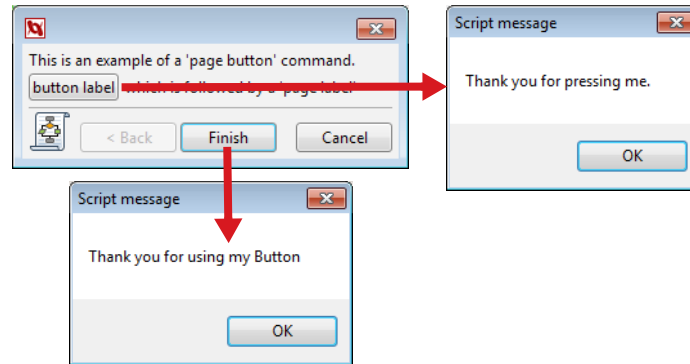 This is an example of a 'page button' command.
button label which is followed by a 'page label'
< Back Finish Cancel
Script message
Thank you for pressing me.
OK
Script message
Thank you for using my Button
OK